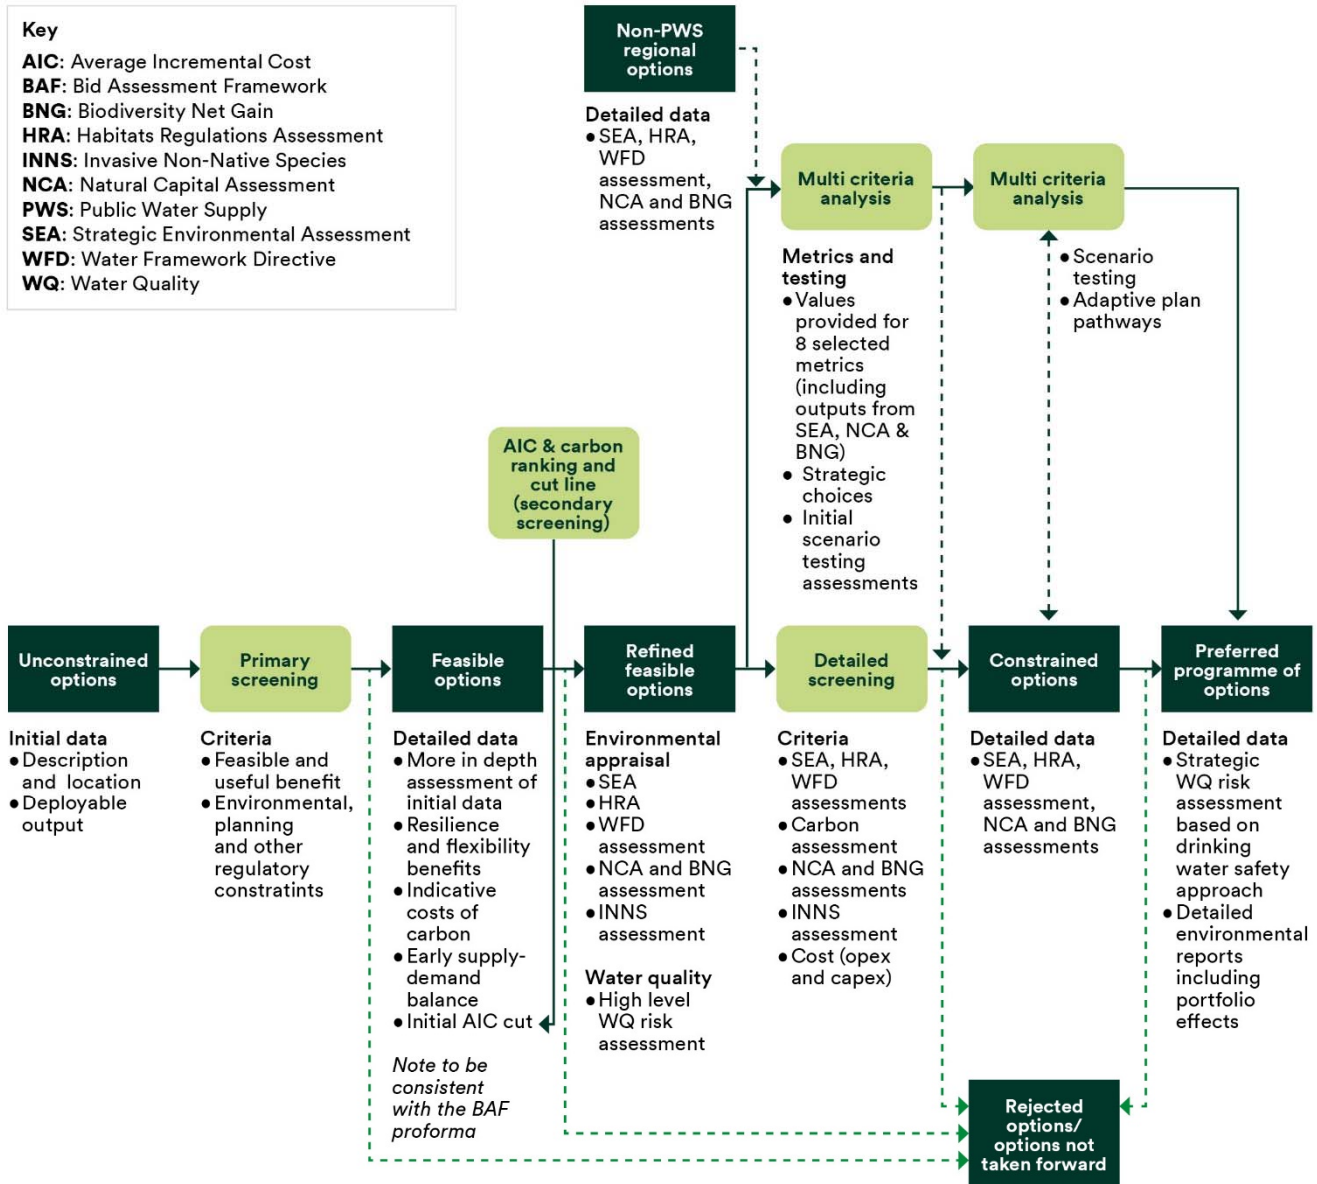 Key
AIC: Average Incremental Cost
BAF: Bid Assessment Framework
BNG: Biodiversity Net Gain
HRA: Habitats Regulations Assessment
INNS: Invasive Non-Native Species
NCA: Natural Capital Assessment
PWS: Public Water Supply
SEA: Strategic Environmental Assessment
WFD: Water Framework Directive
WQ: Water Quality
Non-PWS
regional
options
Detailed data
● SEA, HRA,
WFD
assessment,
NCA and BNG
assessments
Multi criteria
analysis
Metrics and
testing
● Values
provided for
8 selected
metrics
(including
outputs from
SEA, NCA &
BNG)
● Strategic
choices
● Initial
scenario
testing
assessments
Multi criteria
analysis
● Scenario
testing
● Adaptive plan
pathways
AIC & carbon
ranking and
cut line
(secondary
screening)
Unconstrained
options
Initial data
● Description
and location
● Deployable
output
Primary
screening
Criteria
● Feasible and
useful benefit
● Environmental,
planning
and other
regulatory
constratints
Feasible
options
Detailed data
● More in depth
assessment of
initial data
● Resilience
and flexibility
benefits
● Indicative
costs of
carbon
● Early supply-
demand
balance
● Initial AIC cut
Note to be
consistent
with the BAF
proforma
Refined
feasible
options
Environmental
appraisal
● SEA
● HRA
● WFD
assessment
● NCA and BNG
assessment
● INNS
assessment
Water quality
● High level
WQ risk
assessment
Detailed
screening
Criteria
● SEA, HRA,
WFD
assessments
● Carbon
assessment
● NCA and BNG
assessments
● INNS
assessment
● Cost (opex
and capex)
Constrained
options
Detailed data
● SEA, HRA,
WFD
assessment,
NCA and BNG
assessments
Preferred
programme of
options
Detailed data
● Strategic
WQ risk
assessment
based on
drinking
water safety
approach
● Detailed
environmental
reports
including
portfolio
effects
Rejected
options/
options not
taken forward